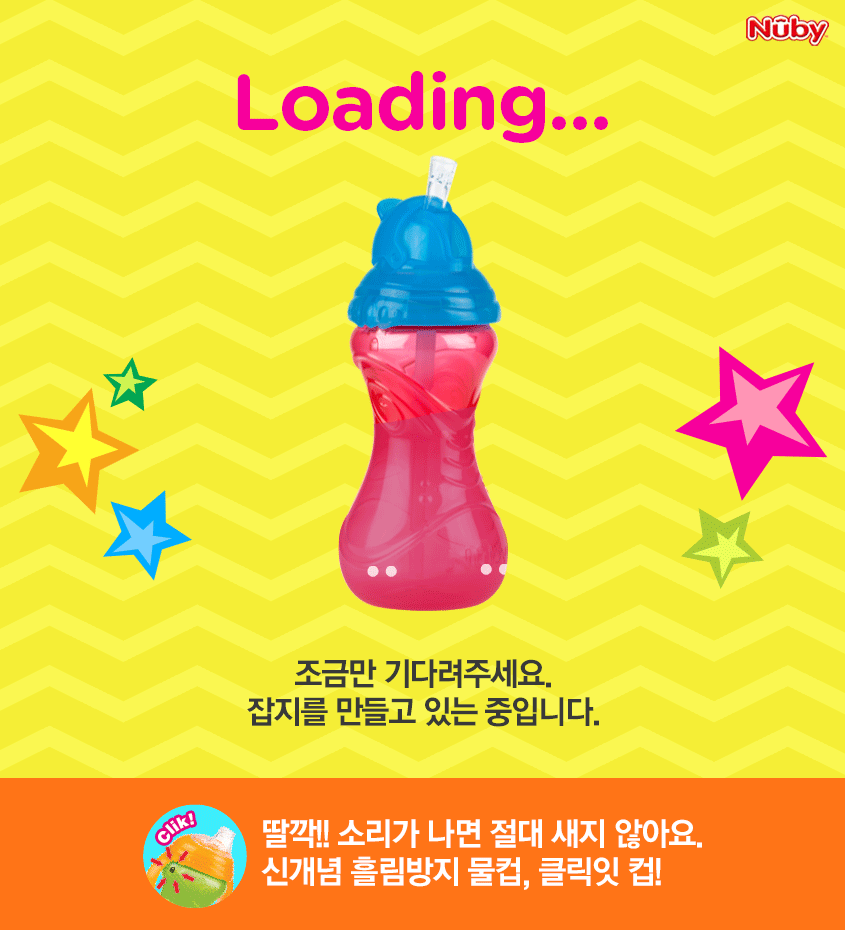 Nûby
Loading...
조금만 기다려주세요.
잡지를 만들고 있는 중입니다.
Clik!
딸깍!! 소리가 나면 절대 새지 않아요.
신개념 흘림방지 물컵, 클릭잇 컵!